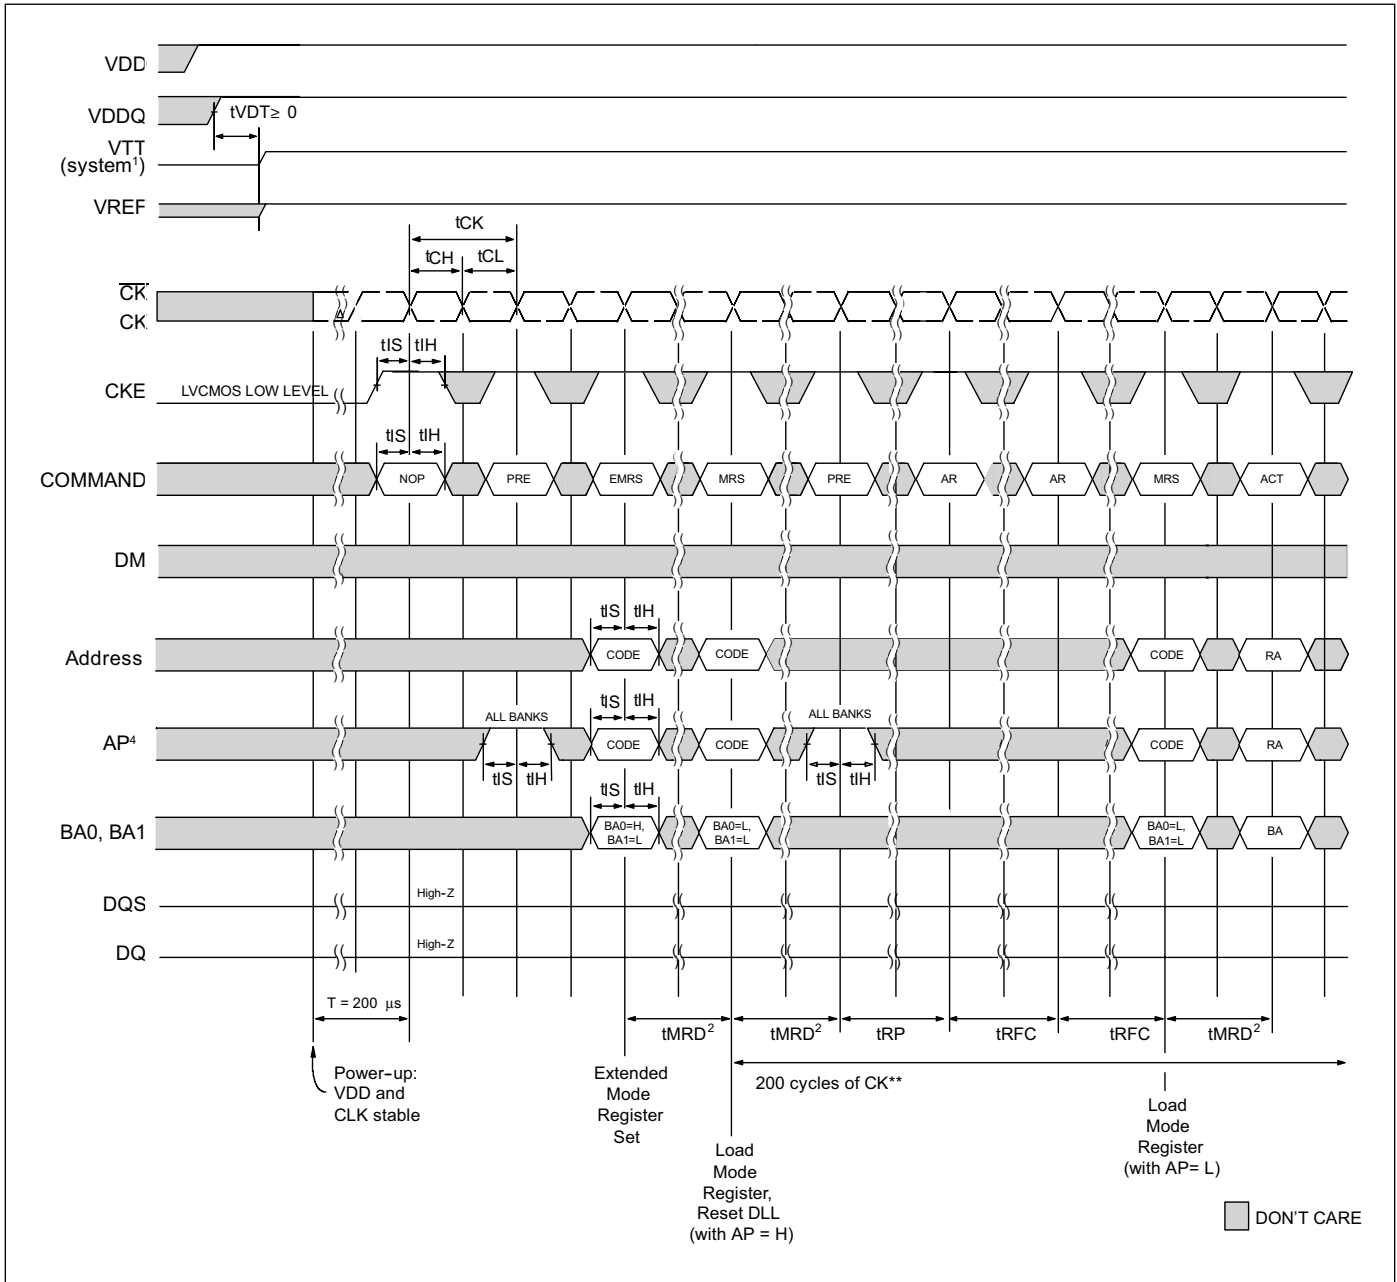 VDD
VDDQ
tVDT≥ 0
VTT
(system¹)
VREF
tCK
tCH
tCL
CK
CK
tIS
tIH
CKE
LVCMOS LOW LEVEL
tIS
tIH
COMMAND
NOP
PRE
EMRS
MRS
PRE
AR
AR
MRS
ACT
DM
tIS
tIH
Address
CODE
CODE
CODE
RA
tIS
tIH
ALL BANKS
ALL BANKS
AP⁴
CODE
CODE
CODE
RA
tIS
tIH
tIS
tIH
tIS
tIH
BA0, BA1
BA0=H,
BA1=L
BA0=L,
BA1=L
BA0=L,
BA1=L
BA
DQS
High-Z
DQ
High-Z
T = 200 µs
tMRD²
tMRD²
tRP
tRFC
tRFC
tMRD²
Power-up:
VDD and
CLK stable
Extended
Mode
Register
Set
200 cycles of CK**
Load
Mode
Register,
Reset DLL
(with AP = H)
Load
Mode
Register
(with AP= L)
DON'T CARE